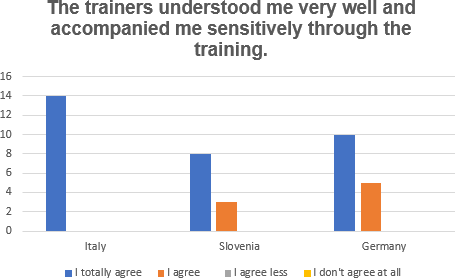 The trainers understood me very well and
accompanied me sensitively through the
training.
16
14
12
10
8
6
4
2
0
Italy Slovenia Germany
I totally agree I agree I agree less I don't agree at all